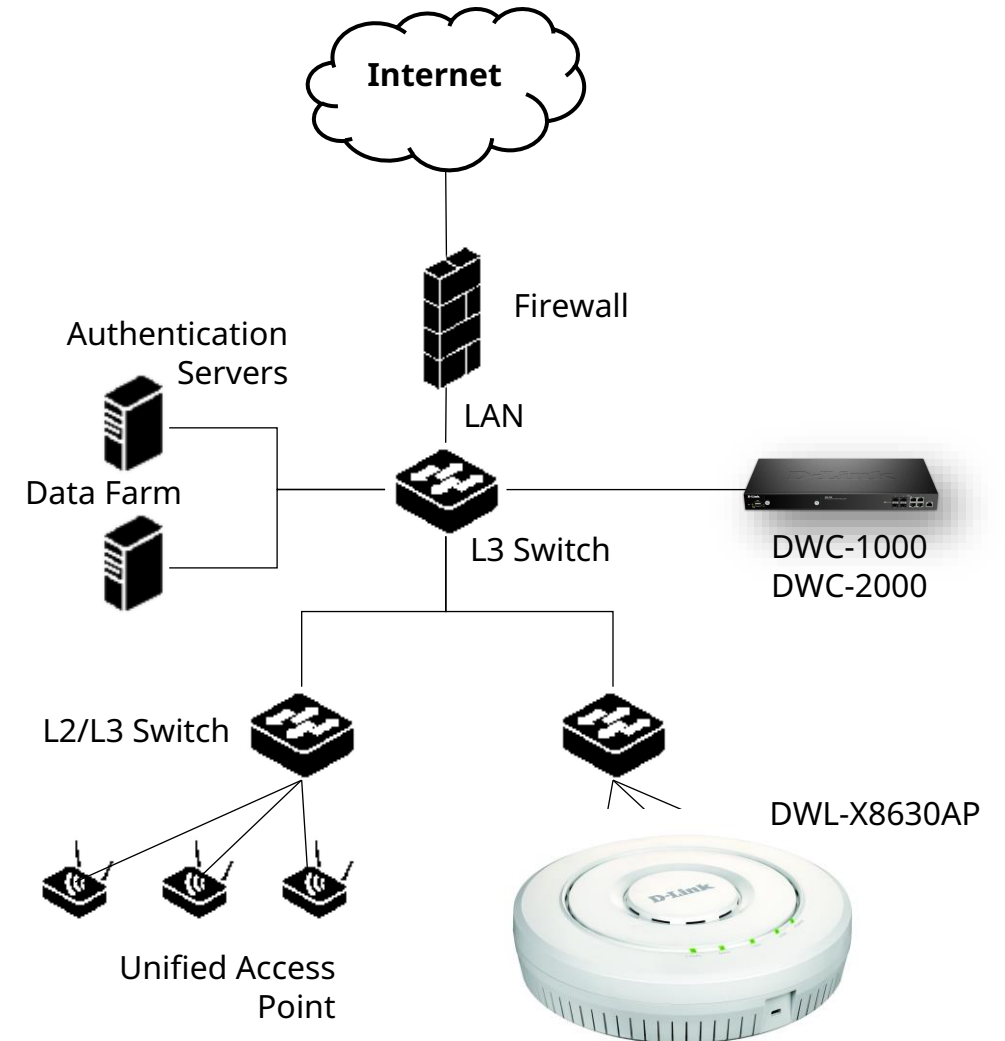 Internet
Firewall
Authentication
Servers
LAN
Data Farm
L3 Switch
DWC-1000
DWC-2000
L2/L3 Switch
DWL-X8630AP
D-Link
Unified Access
Point